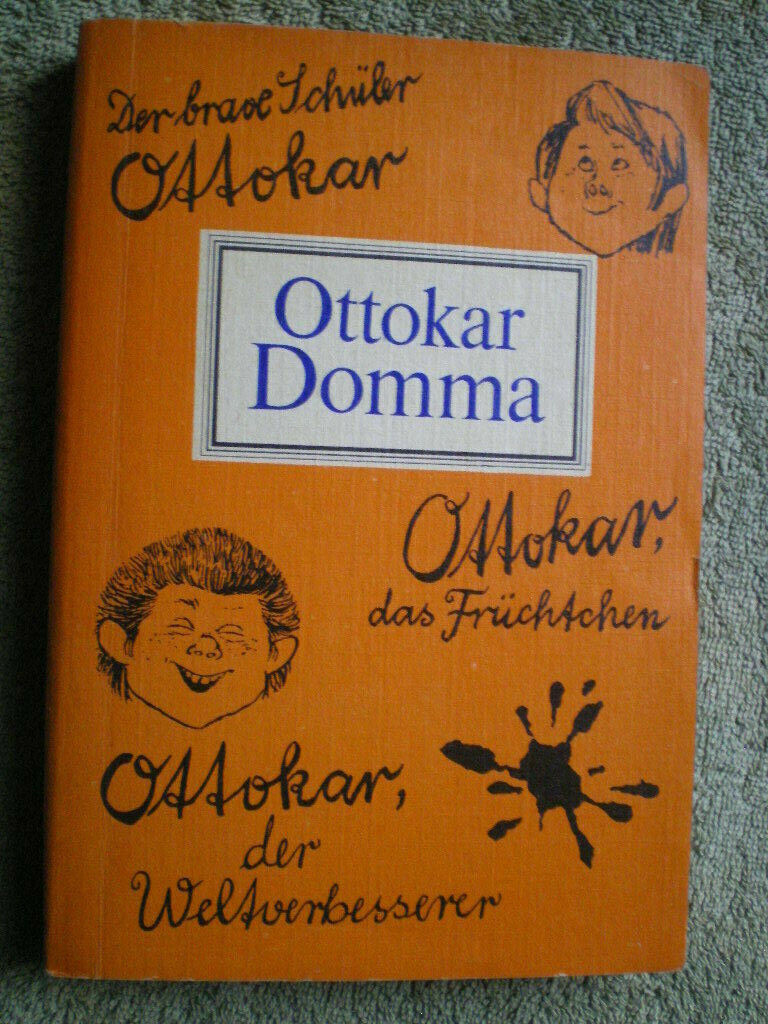 Der brave Schüler
Ottokar
Ottokar
Domma
Ottokar,
das Früchtchen
Ottokar,
der
Weltverbesserer